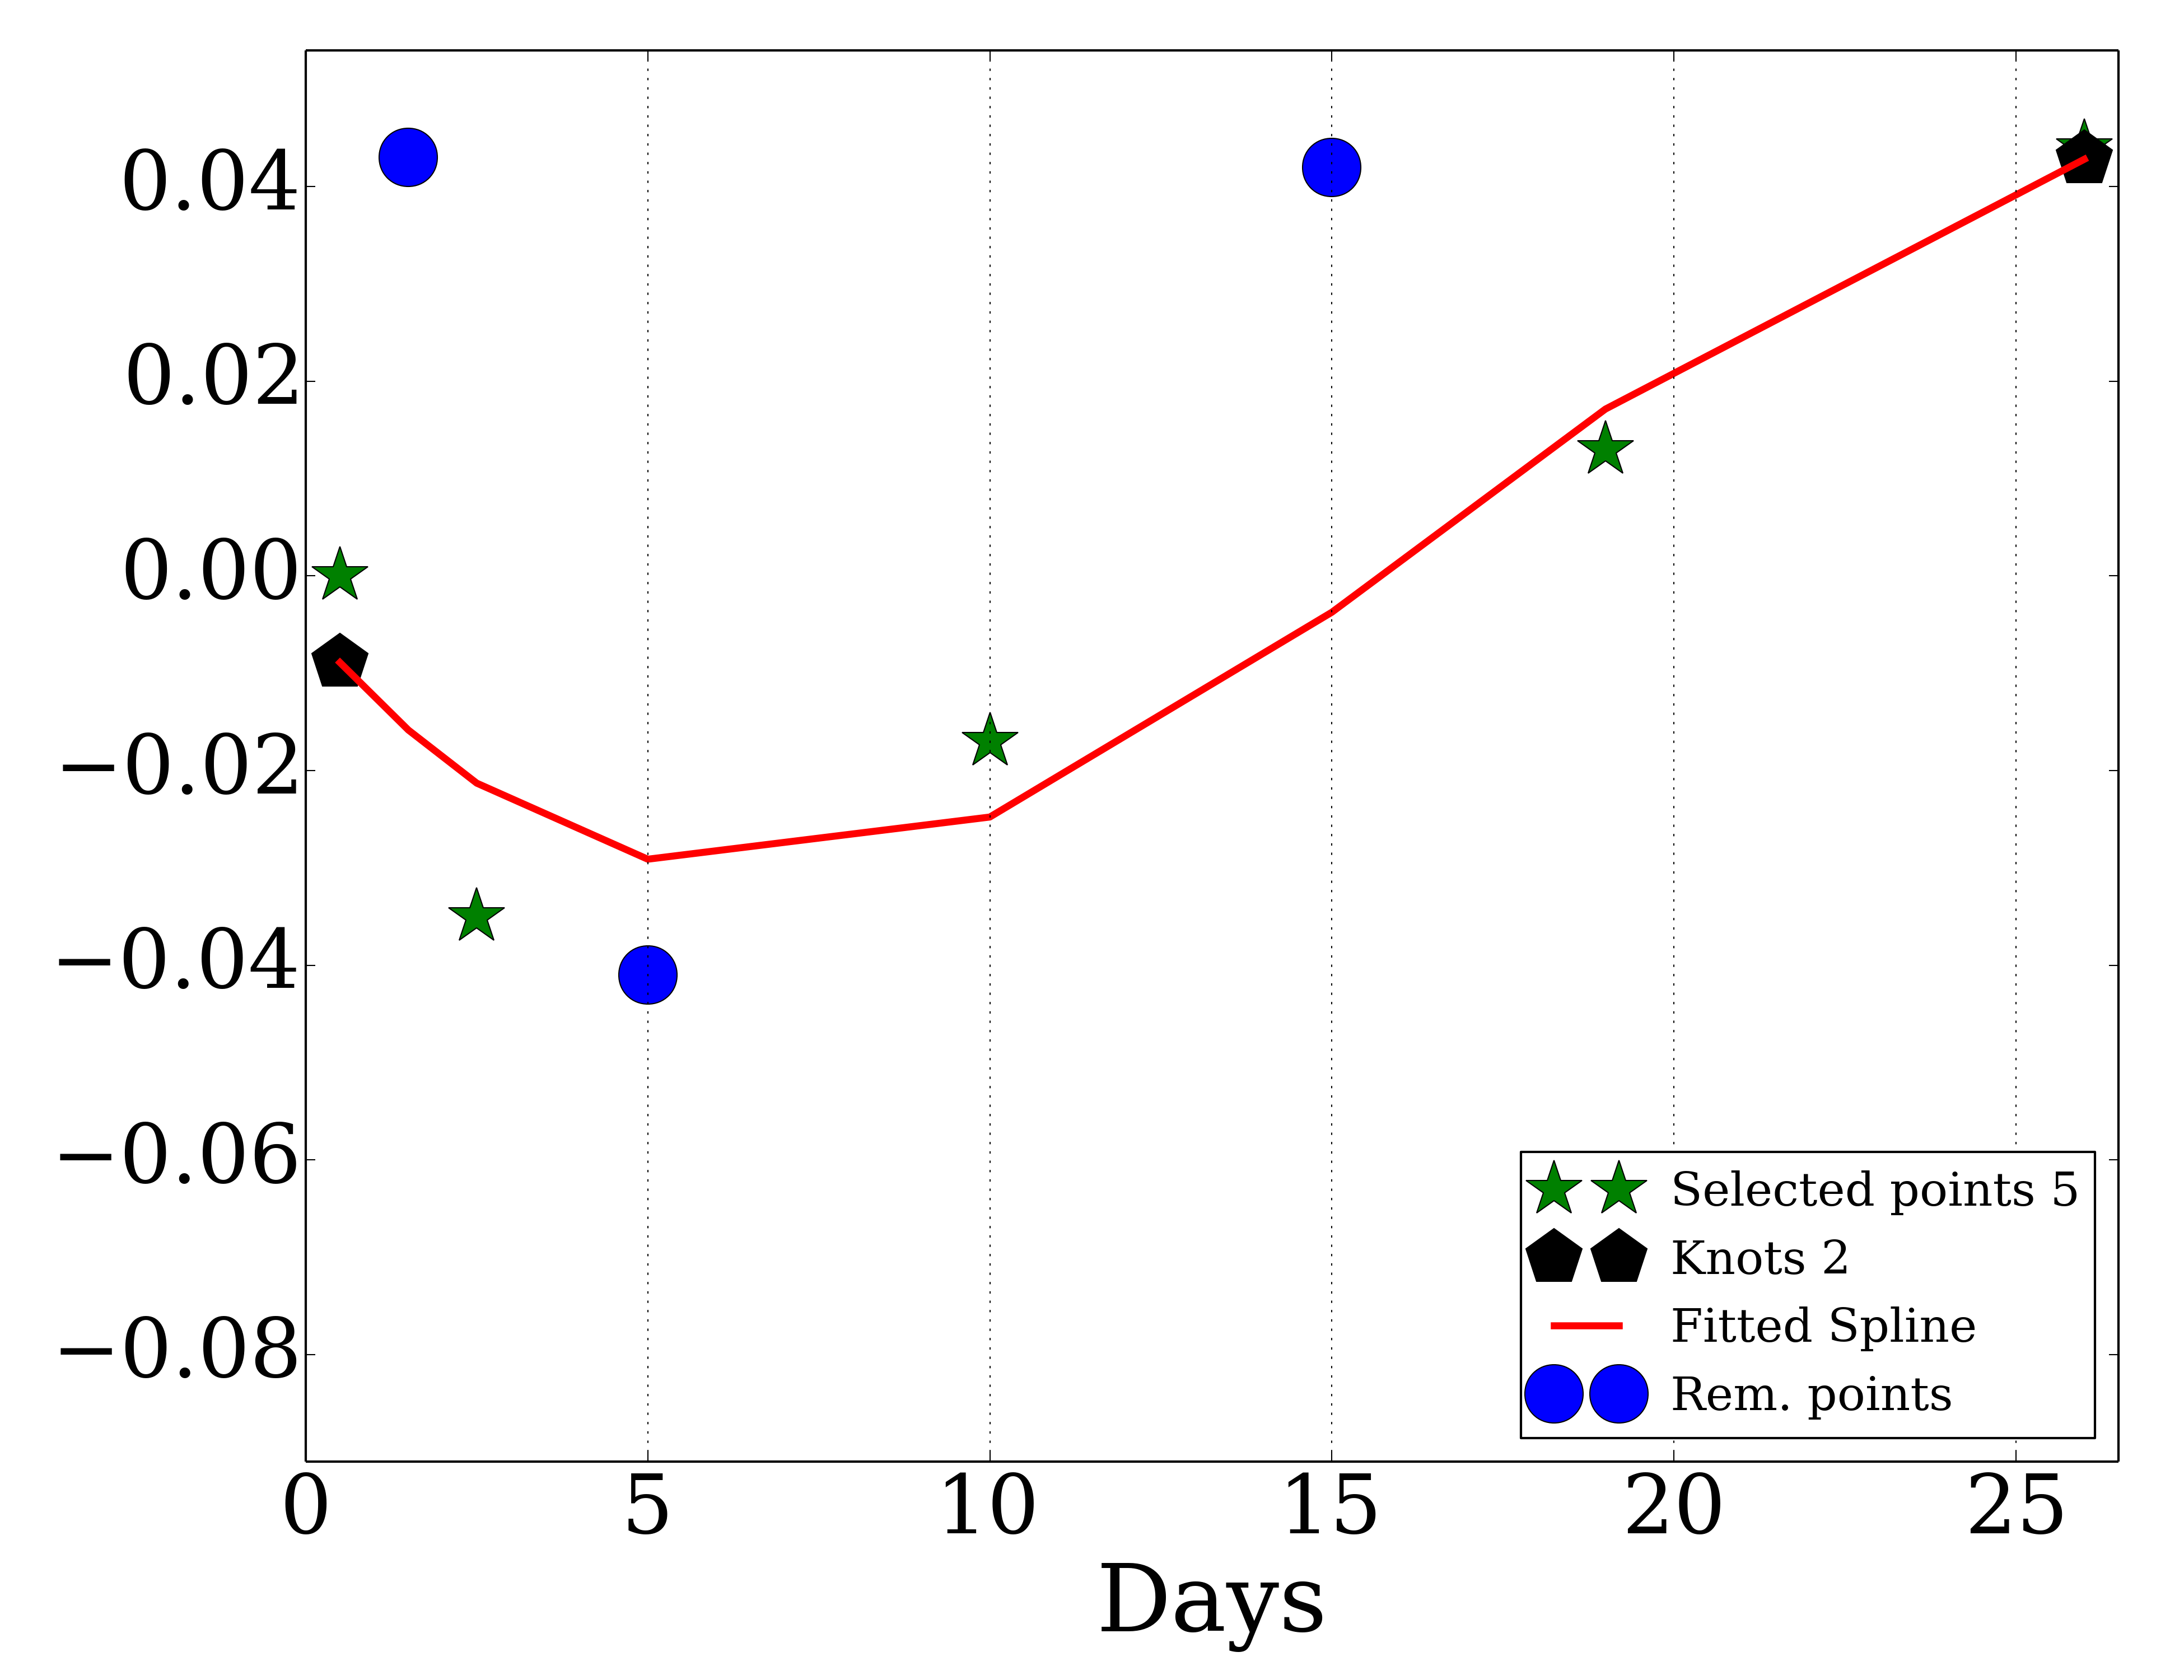 0.04
0.02
0.00
−0.02
−0.04
−0.06
−0.08
Selected points 5
Knots 2
Fitted Spline
Rem. points
0 5 10 15 20 25
Days